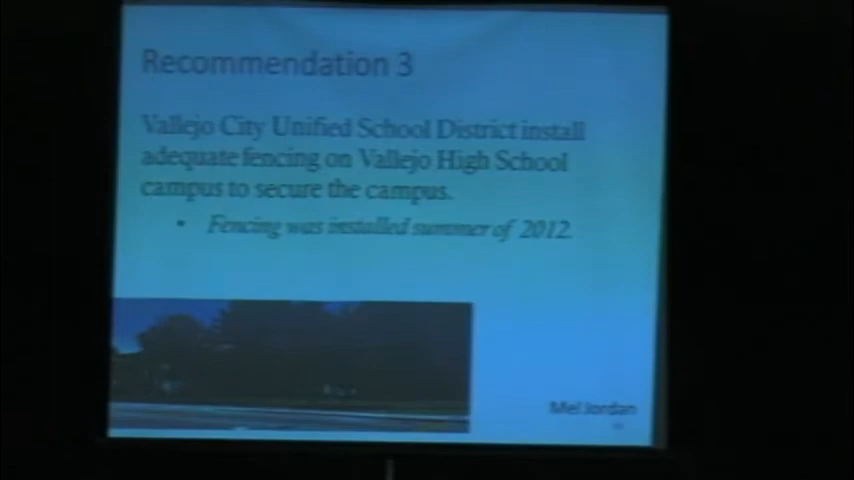 Recommendation 3
Vallejo City Unified School District install
adequate fencing on Vallejo High School
campus to secure the campus.
• Fencing was installed summer of 2012.
Mel Jordan